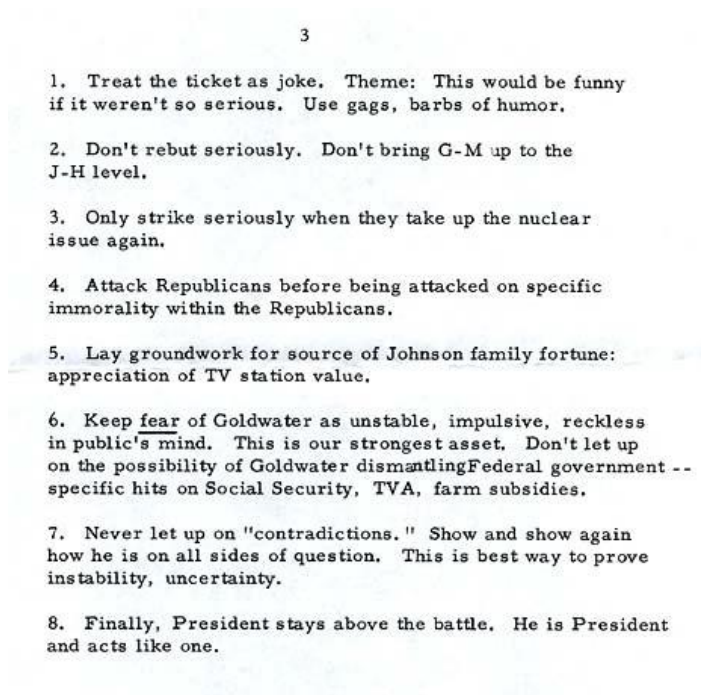 3
1. Treat the ticket as joke. Theme: This would be funny
if it weren't so serious. Use gags, barbs of humor.
2. Don't rebut seriously. Don't bring G-M up to the
J-H level.
3. Only strike seriously when they take up the nuclear
issue again.
4. Attack Republicans before being attacked on specific
immorality within the Republicans.
5. Lay groundwork for source of Johnson family fortune:
appreciation of TV station value.
6. Keep fear of Goldwater as unstable, impulsive, reckless
in public's mind. This is our strongest asset. Don't let up
on the possibility of Goldwater dismantlingFederal government --
specific hits on Social Security, TVA, farm subsidies.
7. Never let up on "contradictions." Show and show again
how he is on all sides of question. This is best way to prove
instability, uncertainty.
8. Finally, President stays above the battle. He is President
and acts like one.